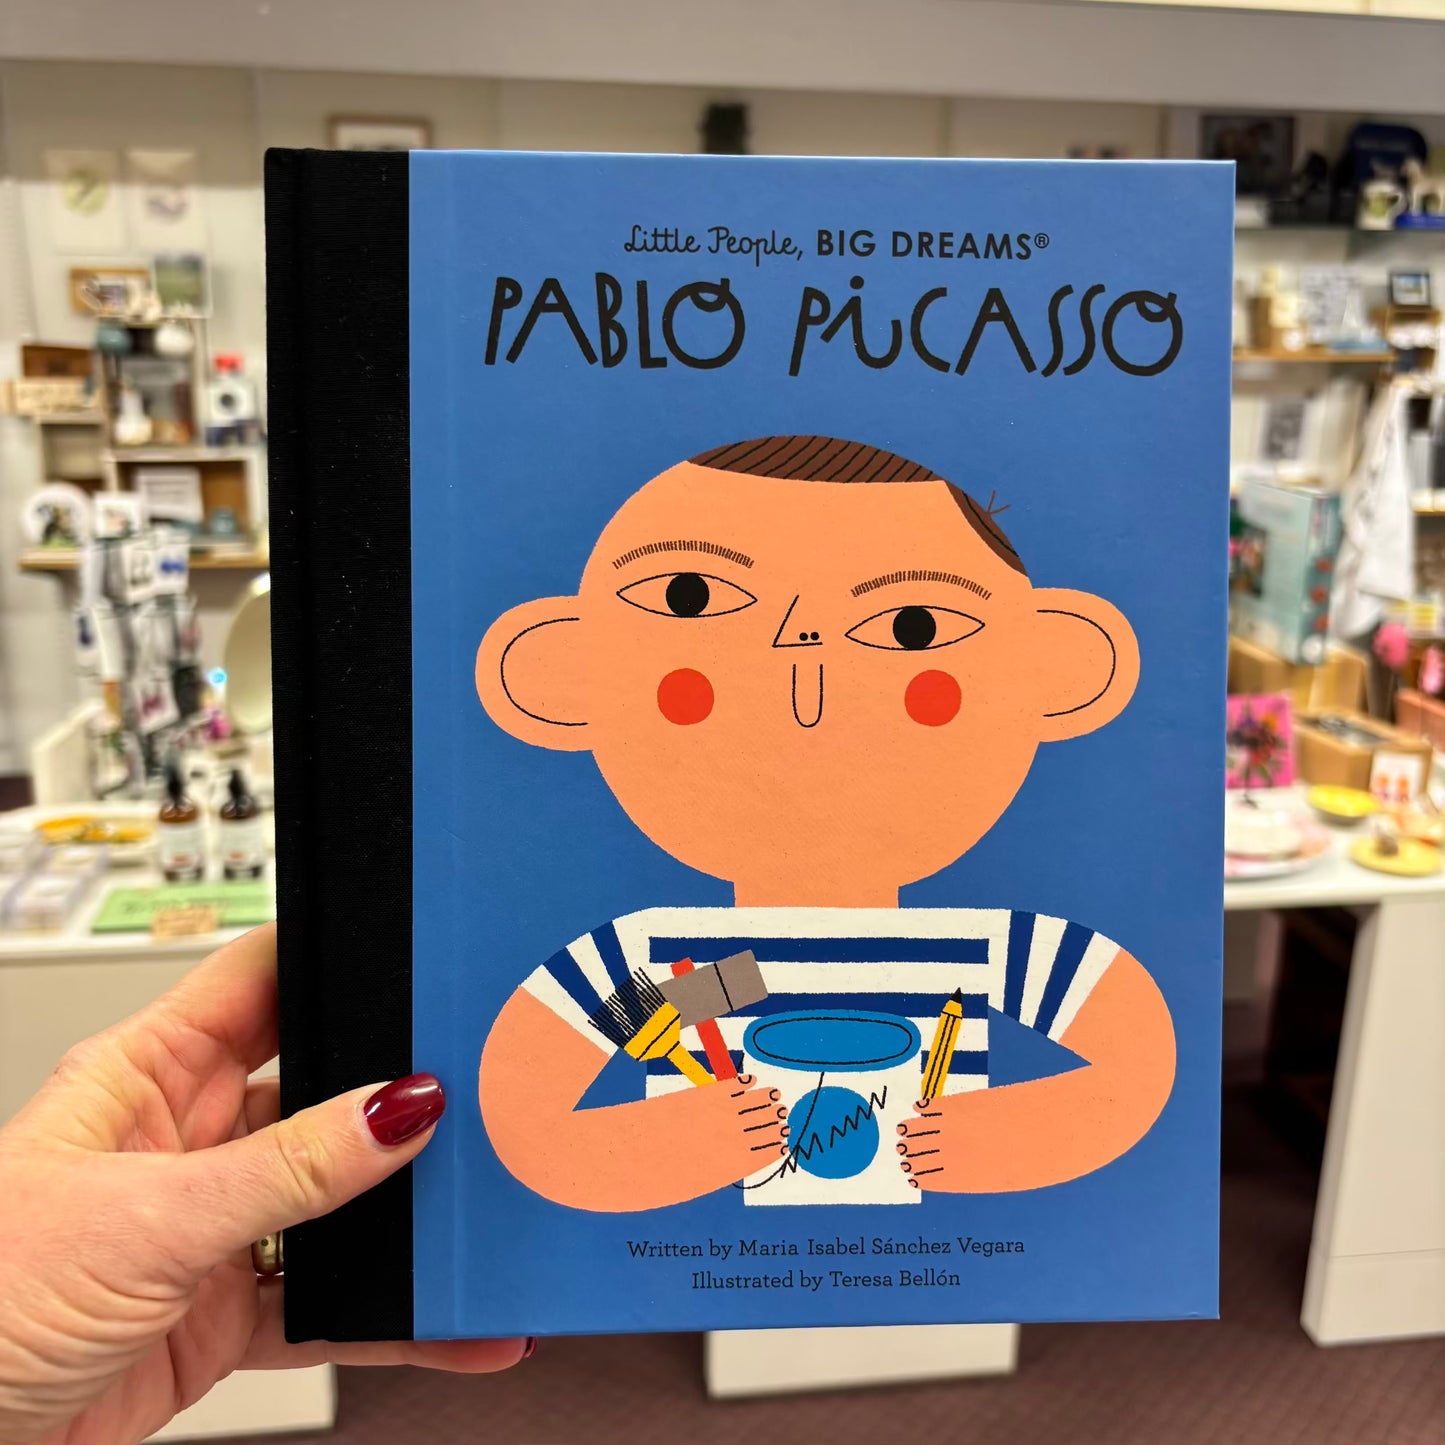 Little People, BIG DREAMS®
PABLO PiCASSO
Written by Maria Isabel Sánchez Vegara
Illustrated by Teresa Bellón